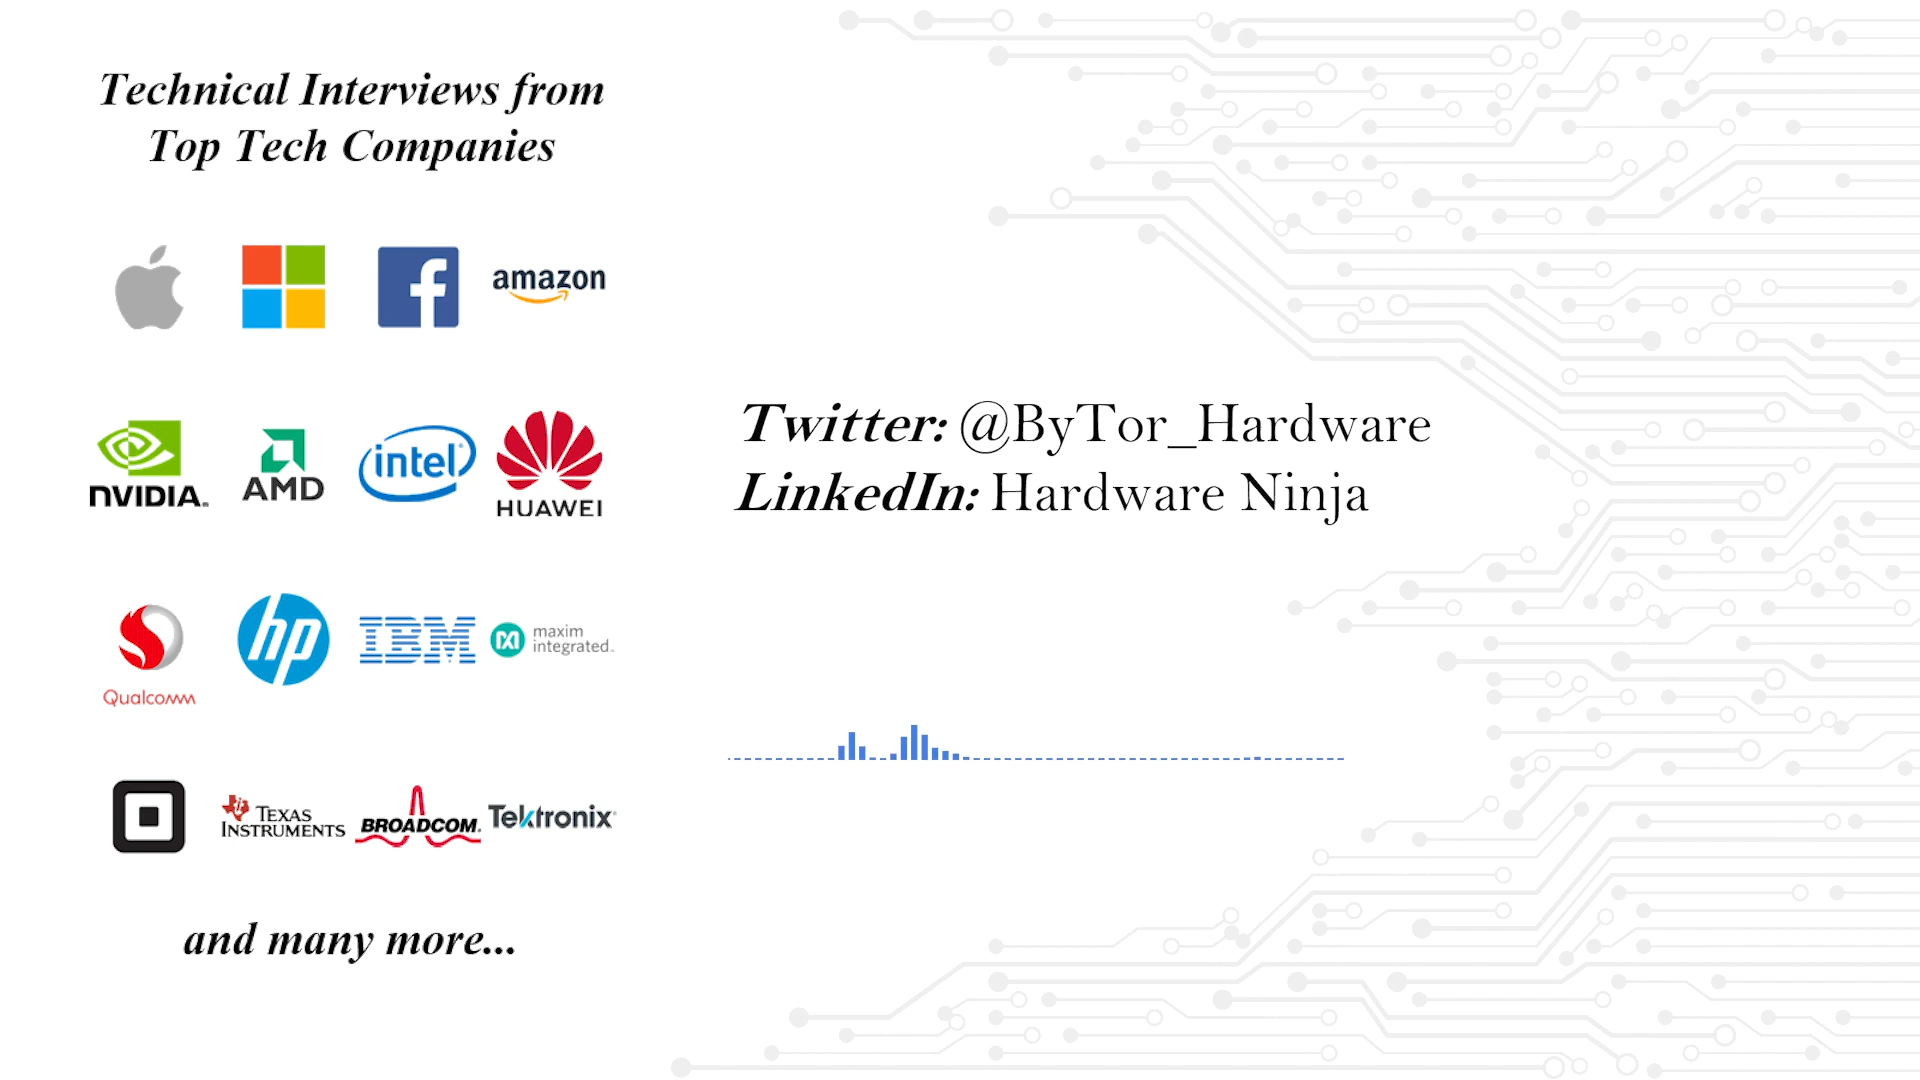 Technical Interviews from
Top Tech Companies
amazon
NVIDIA.
AMD
intel
HUAWEI
Qualcomm
hp
IBM
maxim
integrated™
TEXAS
INSTRUMENTS
BROADCOM.
Tektronix
and many more...
Twitter: @ByTor_Hardware
LinkedIn: Hardware Ninja